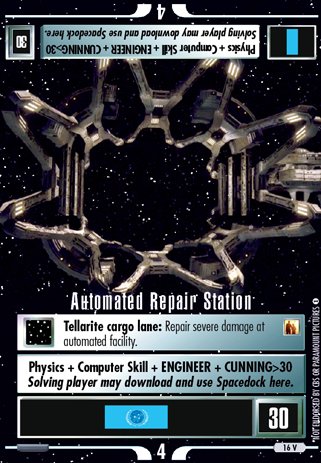 4
30
Physics + Computer Skill + ENGINEER + CUNNING>30
Solving player may download and use Spacedock here.
Automated Repair Station
Tellarite cargo lane: Repair severe damage at
automated facility.
Physics + Computer Skill + ENGINEER + CUNNING>30
Solving player may download and use Spacedock here.
30
4
16 V